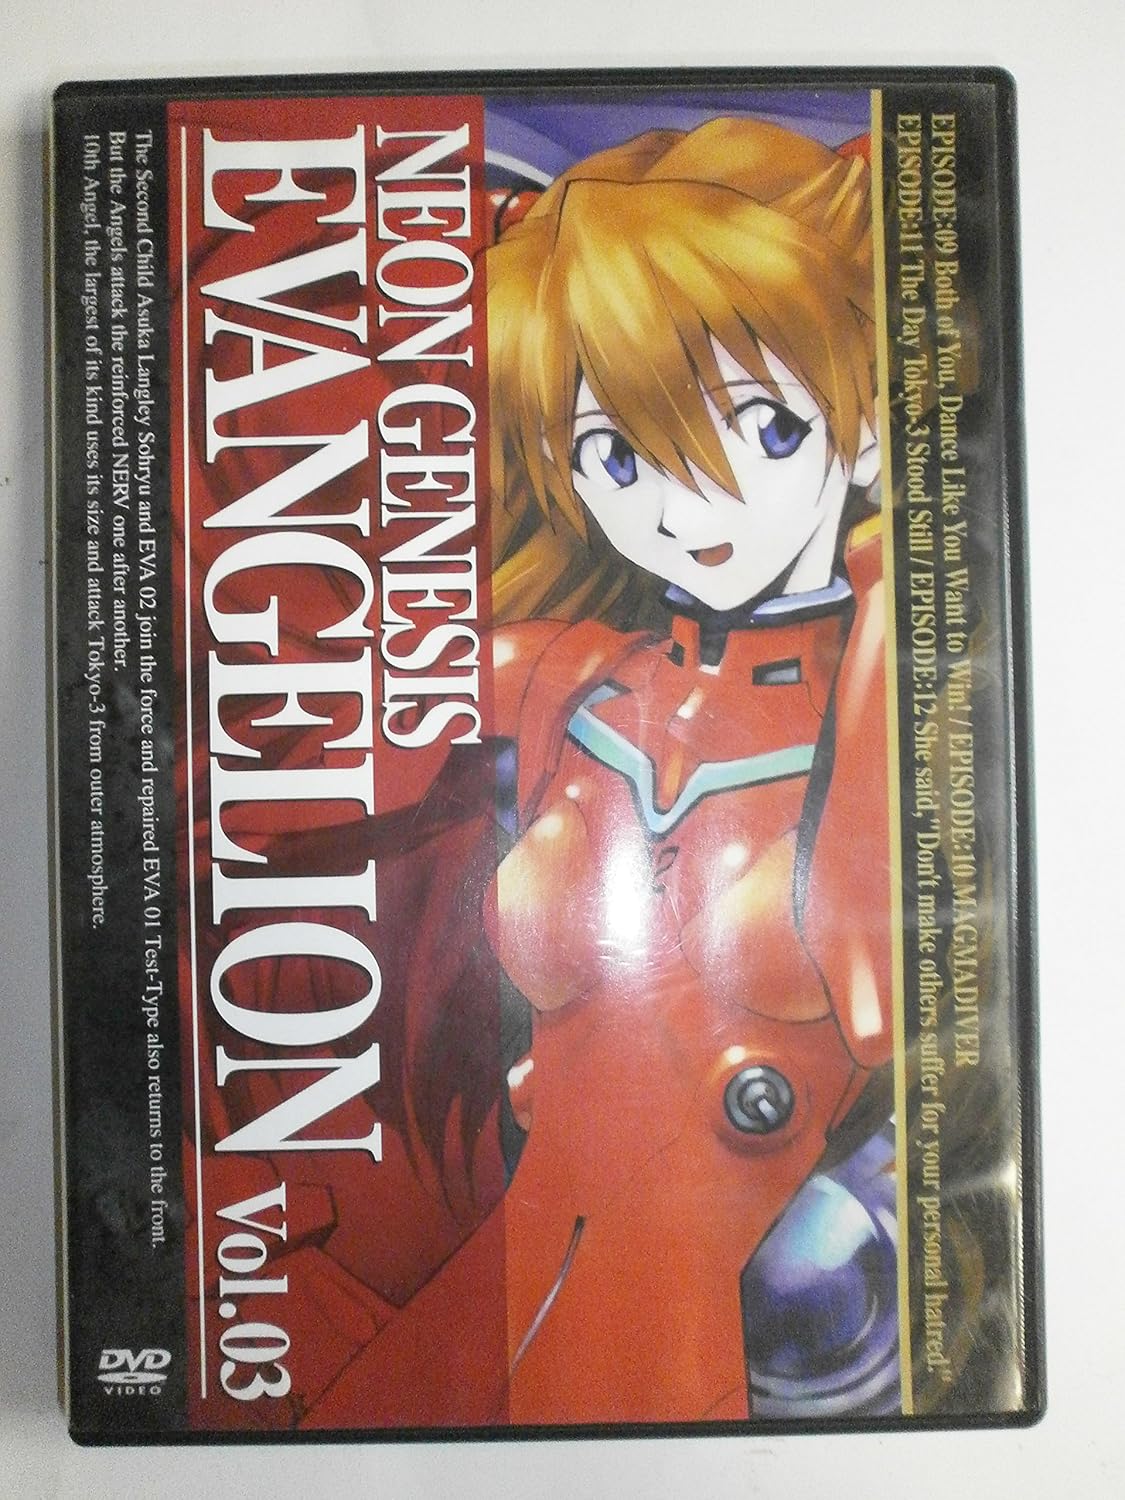 EPISODE:09 Both of You, Dance Like You Want to Win! / EPISODE:10 MAGMADIVER
EPISODE:11 The Day Tokyo-3 Stood Still / EPISODE:12 She said, "Don't make others suffer for your personal hatred."
NEON GENESIS
EVANGELION Vol.03
The Second Child Asuka Langley Sohryu and EVA 02 join the force and repaired EVA 01 Test-Type also returns to the front.
But the Angels attack the reinforced NERV one after another.
10th Angel, the largest of its kind uses its size and attack Tokyo-3 from outer atmosphere.
DVD
VIDEO